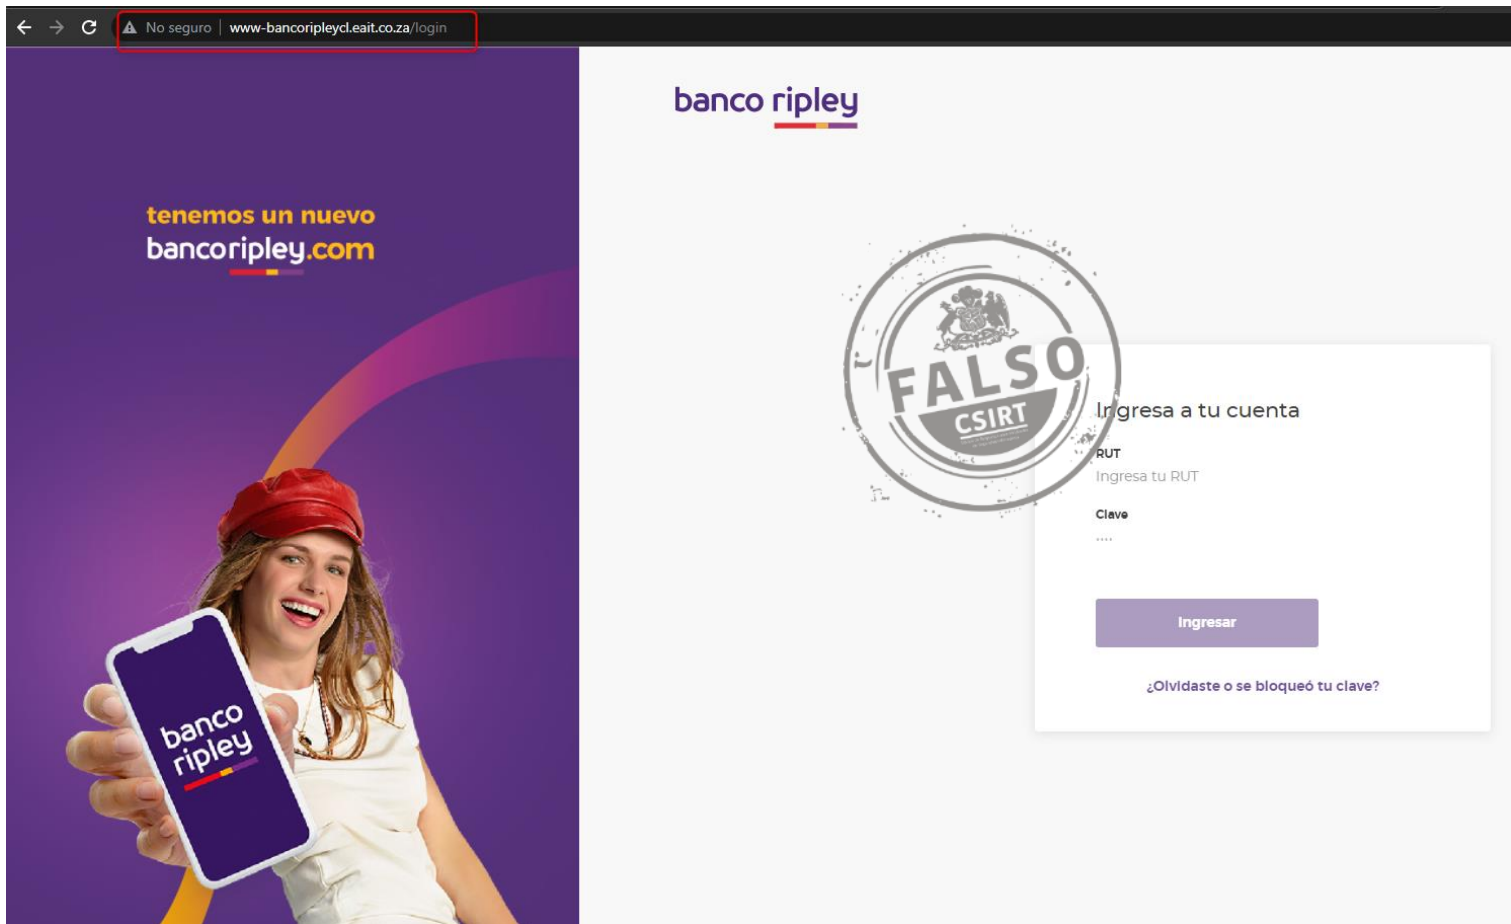 No seguro | www-bancoripleycl.eait.co.za/login
tenemos un nuevo
bancoripley.com
banco
ripley
banco ripley
FALSO
CSIRT
Ingresa a tu cuenta
RUT
Ingresa tu RUT
Clave
....
Ingresar
¿Olvidaste o se bloqueó tu clave?